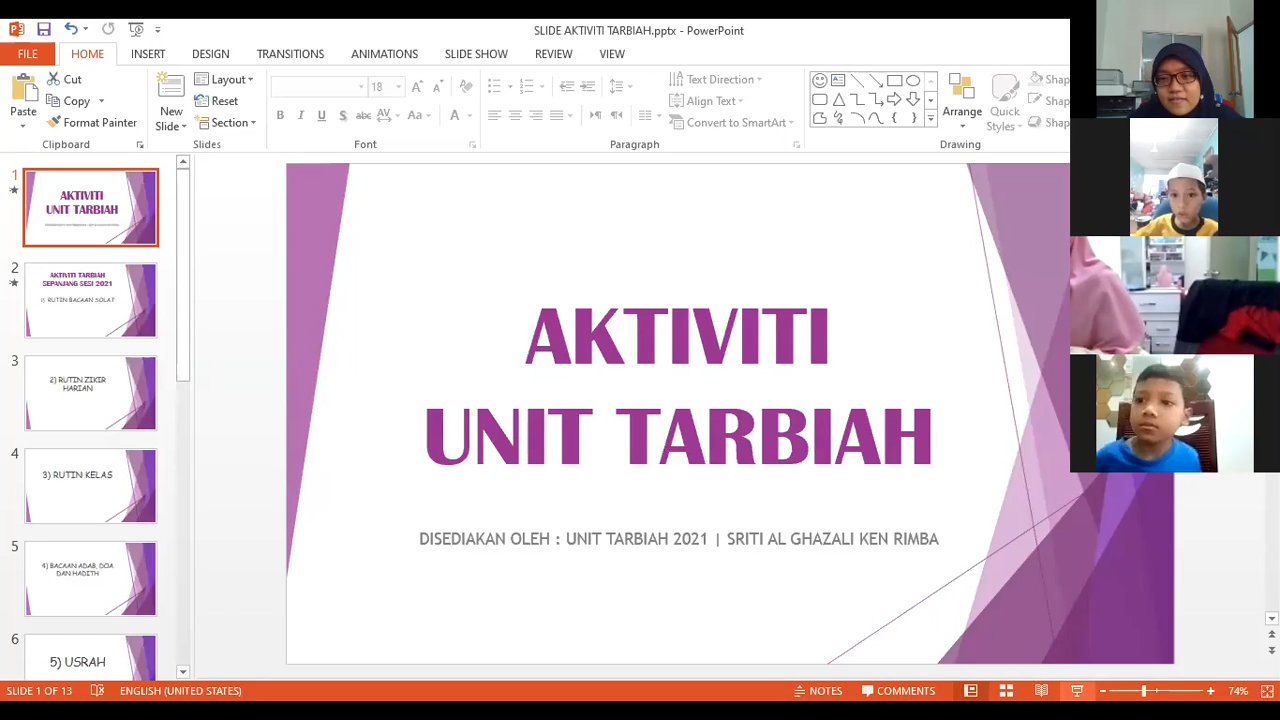 SLIDE AKTIVITI TARBIAH.pptx - PowerPoint
FILE HOME INSERT DESIGN TRANSITIONS ANIMATIONS SLIDE SHOW REVIEW VIEW
Paste
Cut
Copy
Format Painter
Clipboard
New Slide
Layout
Reset
Section
Slides
18
B I U S abc AV Aa A
Font
Text Direction
Align Text
Convert to SmartArt
Paragraph
Arrange
Quick Styles
Drawing
1
AKTIVITI
UNIT TARBIAH
2
AKTIVITI TARBIAH
SEPANJANG SESI 2021
1) RUTIN BACAAN SOLAT
3
2) RUTIN ZIKIR
HARIAN
4
3) RUTIN KELAS
5
4) BACAAN ADAB, DOA
DAN HADITH
6
5) USRAH
AKTIVITI
UNIT TARBIAH
DISEDIAKAN OLEH : UNIT TARBIAH 2021 | SRITI AL GHAZALI KEN RIMBA
SLIDE 1 OF 13 ENGLISH (UNITED STATES) NOTES COMMENTS 74%